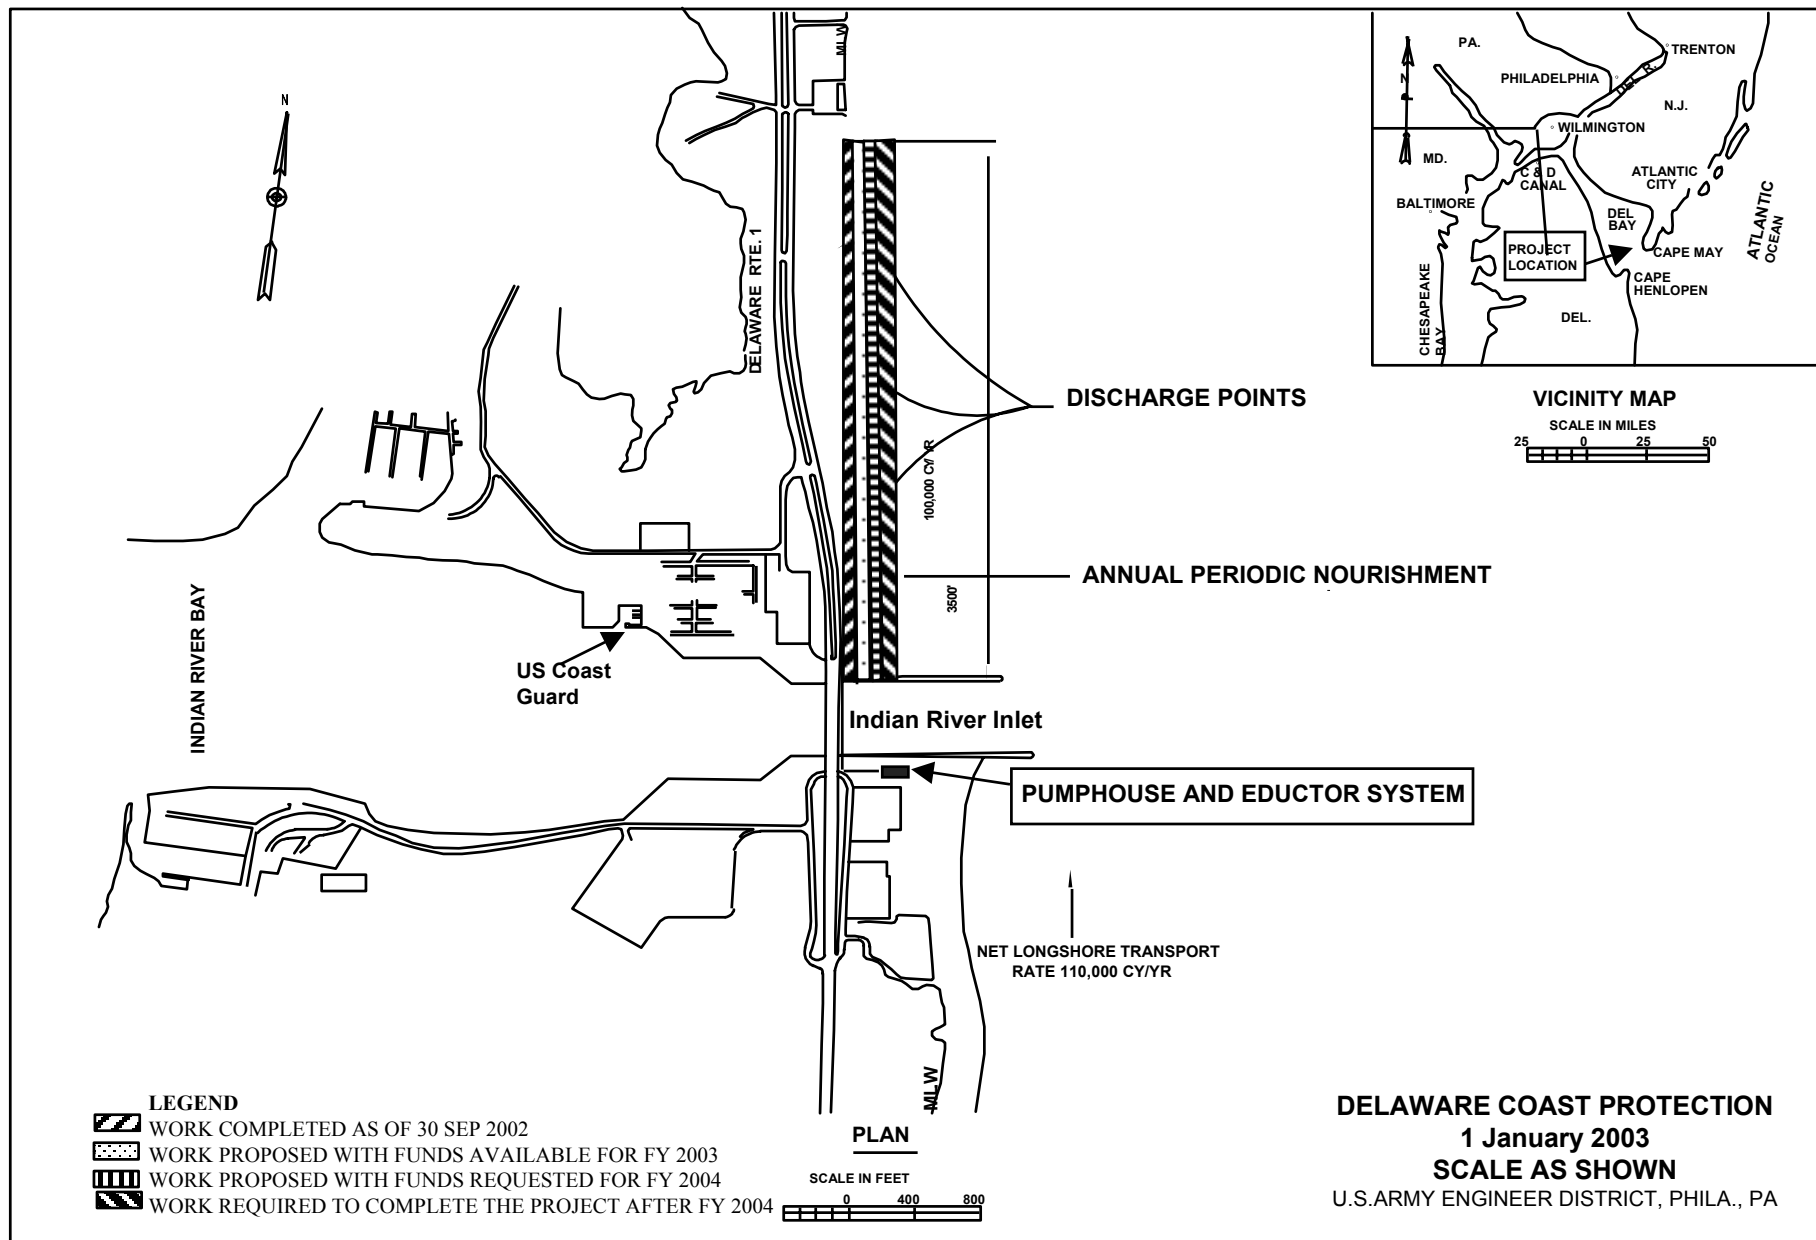 N
MLW
DELAWARE RTE. 1
DISCHARGE POINTS
100,000 CY/YR
ANNUAL PERIODIC NOURISHMENT
3500'
INDIAN RIVER BAY
US Coast
Guard
Indian River Inlet
PUMPHOUSE AND EDUCTOR SYSTEM
NET LONGSHORE TRANSPORT
RATE 110,000 CY/YR
MLW
PA.
TRENTON
N
PHILADELPHIA
DEL. R.
N.J.
WILMINGTON
MD.
C & D
CANAL
ATLANTIC
CITY
BALTIMORE
DEL
BAY
ATLANTIC
OCEAN
PROJECT
LOCATION
CAPE MAY
CAPE
HENLOPEN
CHESAPEAKE
BAY
DEL.
VICINITY MAP
SCALE IN MILES
25 0 25 50
LEGEND
WORK COMPLETED AS OF 30 SEP 2002
WORK PROPOSED WITH FUNDS AVAILABLE FOR FY 2003
WORK PROPOSED WITH FUNDS REQUESTED FOR FY 2004
WORK REQUIRED TO COMPLETE THE PROJECT AFTER FY 2004
PLAN
SCALE IN FEET
0 400 800
DELAWARE COAST PROTECTION
1 January 2003
SCALE AS SHOWN
U.S.ARMY ENGINEER DISTRICT, PHILA., PA